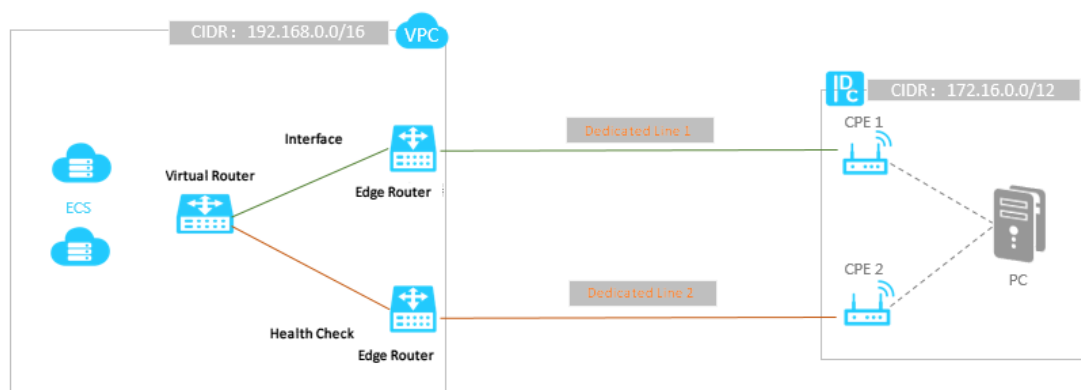 CIDR： 192.168.0.0/16
VPC
ID
I C
CIDR： 172.16.0.0/12
Dedicated Line 1
CPE 1
Interface
Virtual Router
Edge Router
ECS
CPE 2
PC
Dedicated Line 2
Health Check
Edge Router